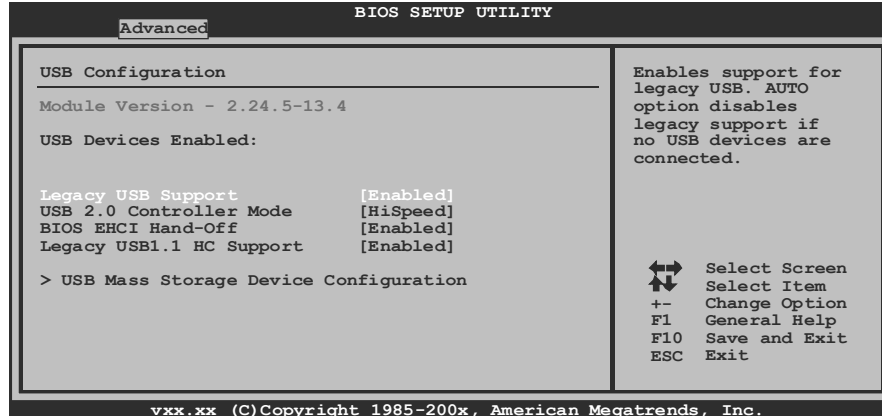 BIOS SETUP UTILITY
Advanced
USB Configuration
Module Version - 2.24.5-13.4
USB Devices Enabled:
Legacy USB Support [Enabled]
USB 2.0 Controller Mode [HiSpeed]
BIOS EHCI Hand-Off [Enabled]
Legacy USB1.1 HC Support [Enabled]
> USB Mass Storage Device Configuration
Enables support for
legacy USB. AUTO
option disables
legacy support if
no USB devices are
connected.
Select Screen
Select Item
+- Change Option
F1 General Help
F10 Save and Exit
ESC Exit
vxx.xx (C)Copyright 1985-200x, American Megatrends, Inc.